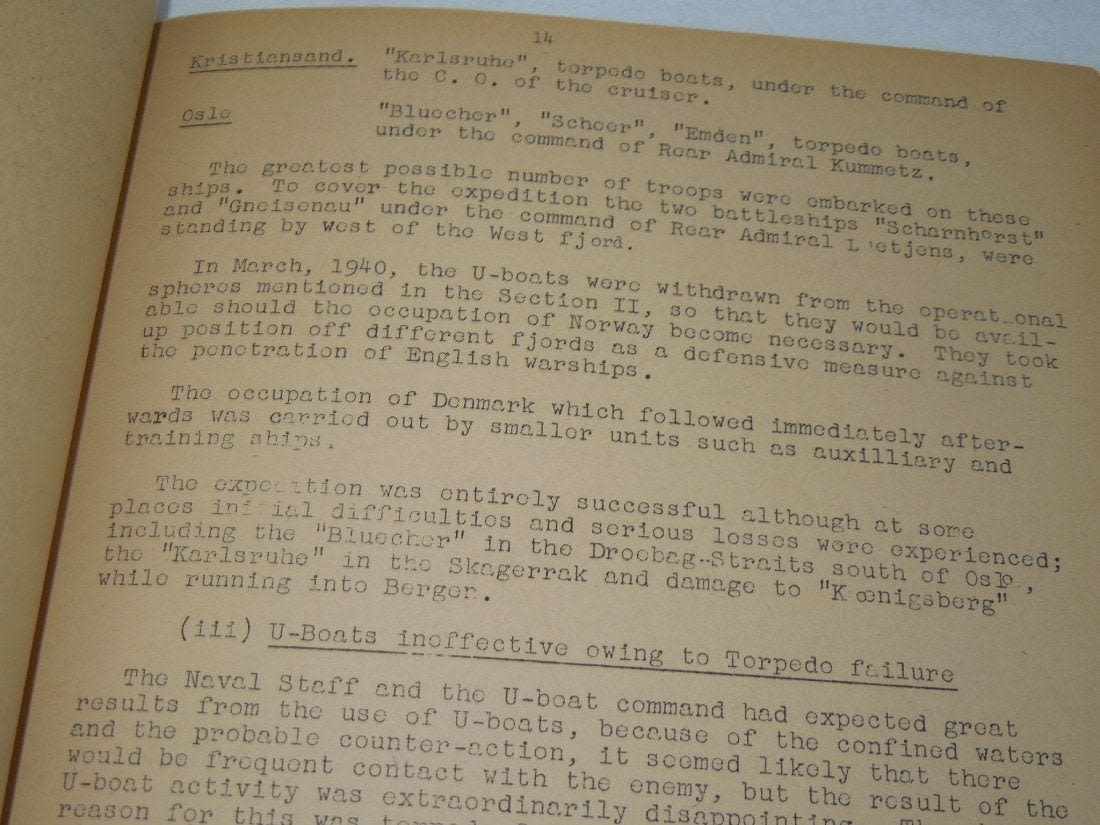 14
Kristiansand. "Karlsruhe", torpedo boats, under the command of
the C. O. of the cruiser.
Oslo "Bluecher", "Scheer", "Emden", torpedo boats,
under the command of Rear Admiral Kummetz.
The greatest possible number of troops were embarked on these
ships. To cover the expedition the two battleships "Scharnhorst"
and "Gneisenau" under the command of Rear Admiral L'etjens, were
standing by west of the West fjord.
In March, 1940, the U-boats were withdrawn from the operational
spheres mentioned in the Section II, so that they would be avail-
able should the occupation of Norway become necessary. They took
up position off different fjords as a defensive measure against
the penetration of English warships.
The occupation of Denmark which followed immediately after-
wards was carried out by smaller units such as auxilliary and
training ships.
The expedition was entirely successful although at some
places initial difficulties and serious losses were experienced;
including the "Bluecher" in the Droebag-Straits south of Oslo,
the "Karlsruhe" in the Skagerrak and damage to "Kœnigsberg"
while running into Bergen.
(iii) U-Boats ineffective owing to Torpedo failure
The Naval Staff and the U-boat command had expected great
results from the use of U-boats, because of the confined waters
and the probable counter-action, it seemed likely that there
would be frequent contact with the enemy, but the result of the
U-boat activity was extraordinarily disappointing.
reason for this was